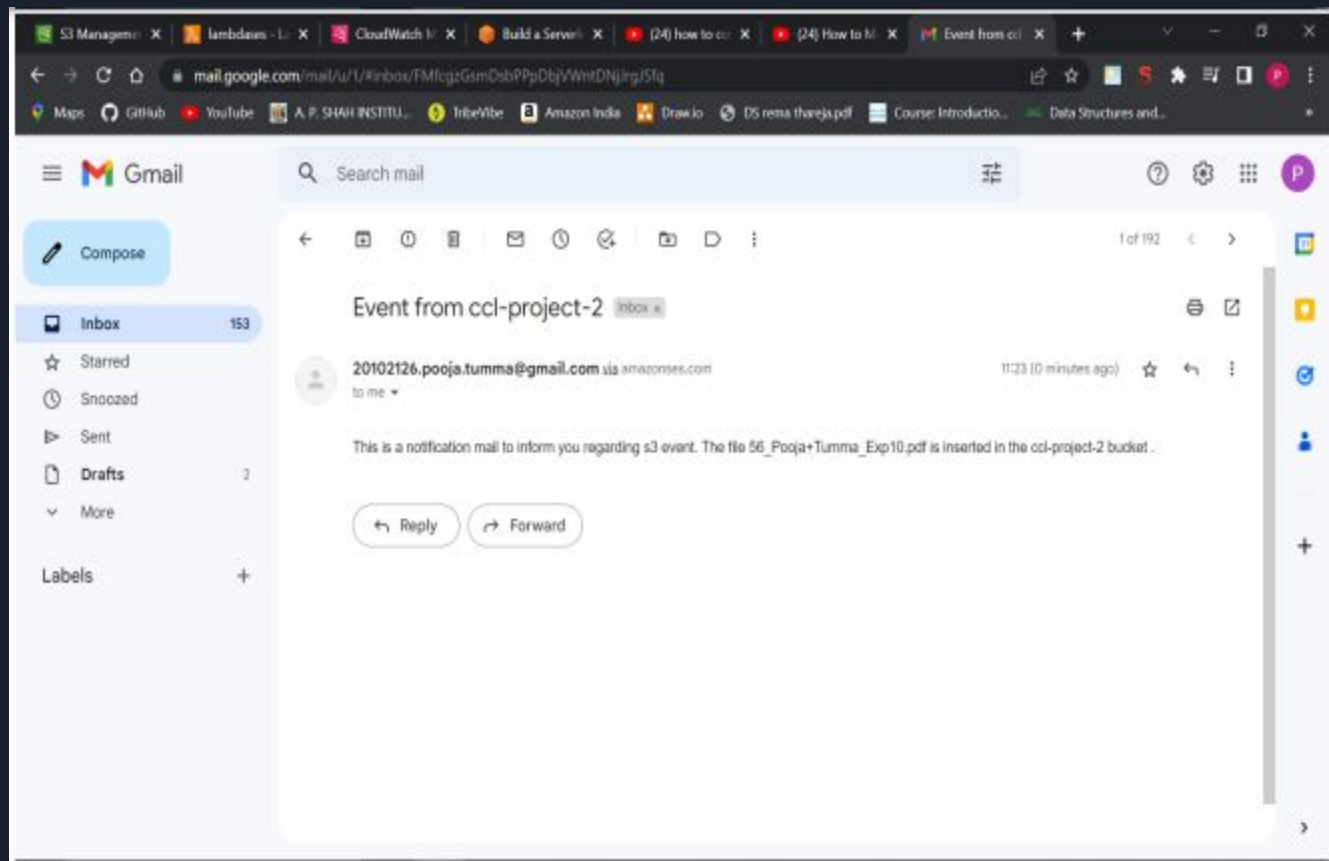 S3 Managemen
lambdases - L
CloudWatch M
Build a Server
(24) how to co
(24) How to M
Event from ccl
mail.google.com/mail/u/1/#inbox/
Maps GitHub YouTube A. P. SHAH INSTITU... TribeVibe Amazon India Draw.io DS rema thareja.pdf Course: Introductio... Data Structures and...
Gmail
Search mail
P
Compose
1 of 192
Inbox 153
Starred
Snoozed
Sent
Drafts 2
More
Labels
Event from ccl-project-2 Inbox x
20102126.pooja.tumma@gmail.com via amazonses.com 11:23 (0 minutes ago)
to me
This is a notification mail to inform you regarding s3 event. The file 56_Pooja+Tumma_Exp10.pdf is inserted in the ccl-project-2 bucket .
Reply Forward